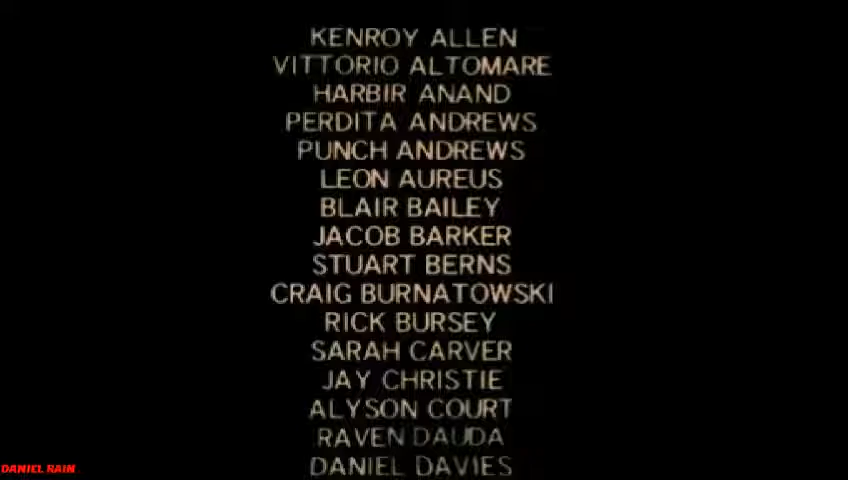 KENROY ALLEN
VITTORIO ALTOMARE
HARBIR ANAND
PERDITA ANDREWS
PUNCH ANDREWS
LEON AUREUS
BLAIR BAILEY
JACOB BARKER
STUART BERNS
CRAIG BURNATOWSKI
RICK BURSEY
SARAH CARVER
JAY CHRISTIE
ALYSON COURT
RAVEN DAUDA
DANIEL DAVIES
DANIEL RAIN